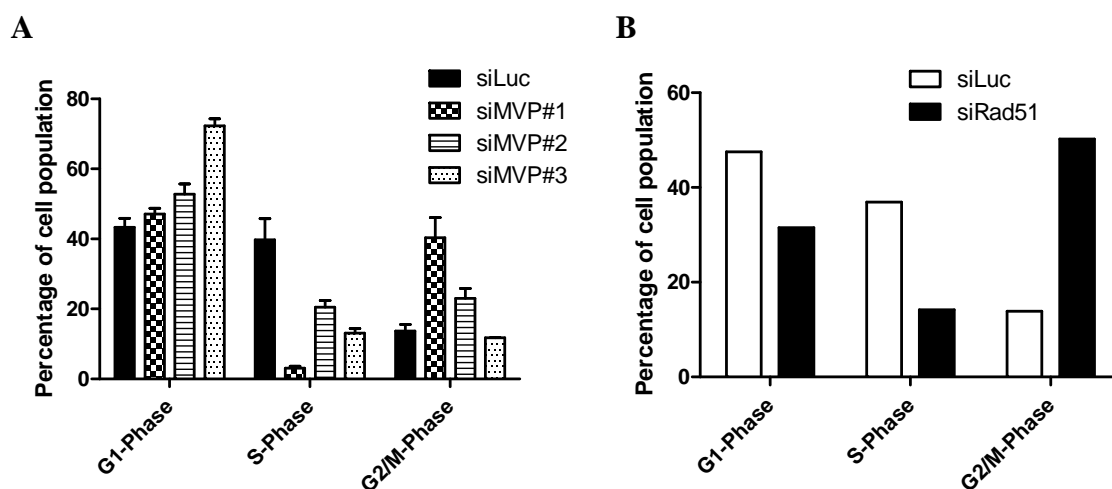 A
Percentage of cell population
80
60
40
20
0
G1-Phase
S-Phase
G2/M-Phase
siLuc
siMVP#1
siMVP#2
siMVP#3
B
Percentage of cell population
60
40
20
0
G1-Phase
S-Phase
G2/M-Phase
siLuc
siRad51